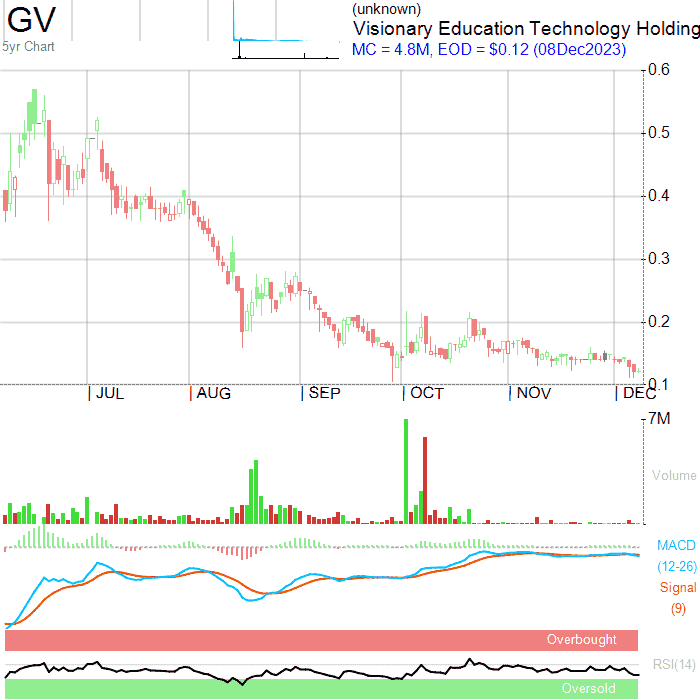 GV
5yr Chart
(unknown)
Visionary Education Technology Holding
MC = 4.8M, EOD = $0.12 (08Dec2023)
0.6
0.5
0.4
0.3
0.2
0.1
JUL AUG SEP OCT NOV DEC
7M
Volume
MACD
(12-26)
Signal
(9)
Overbought
RSI(14)
Oversold